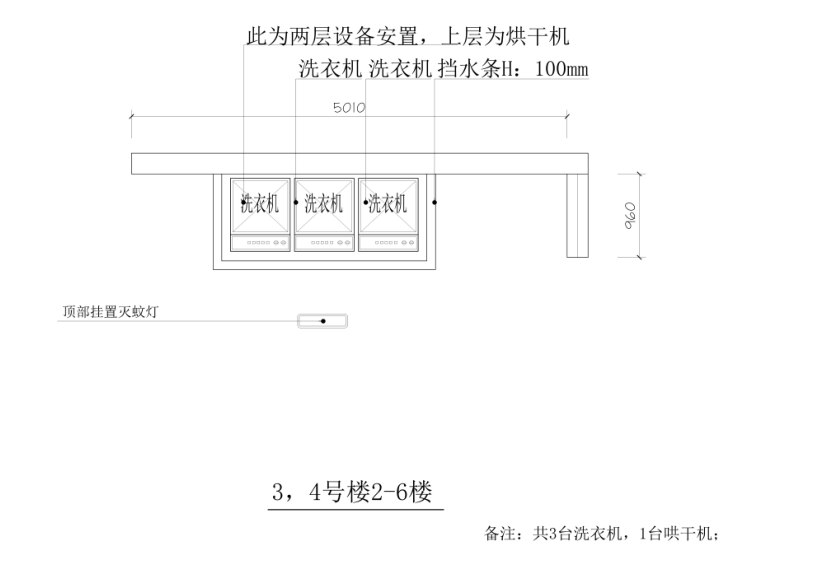 此为两层设备安置，上层为烘干机
洗衣机 洗衣机 挡水条H：100mm
5010
洗衣机 洗衣机 洗衣机
960
顶部挂置灭蚊灯
3，4号楼2-6楼
备注：共3台洗衣机，1台哄干机；